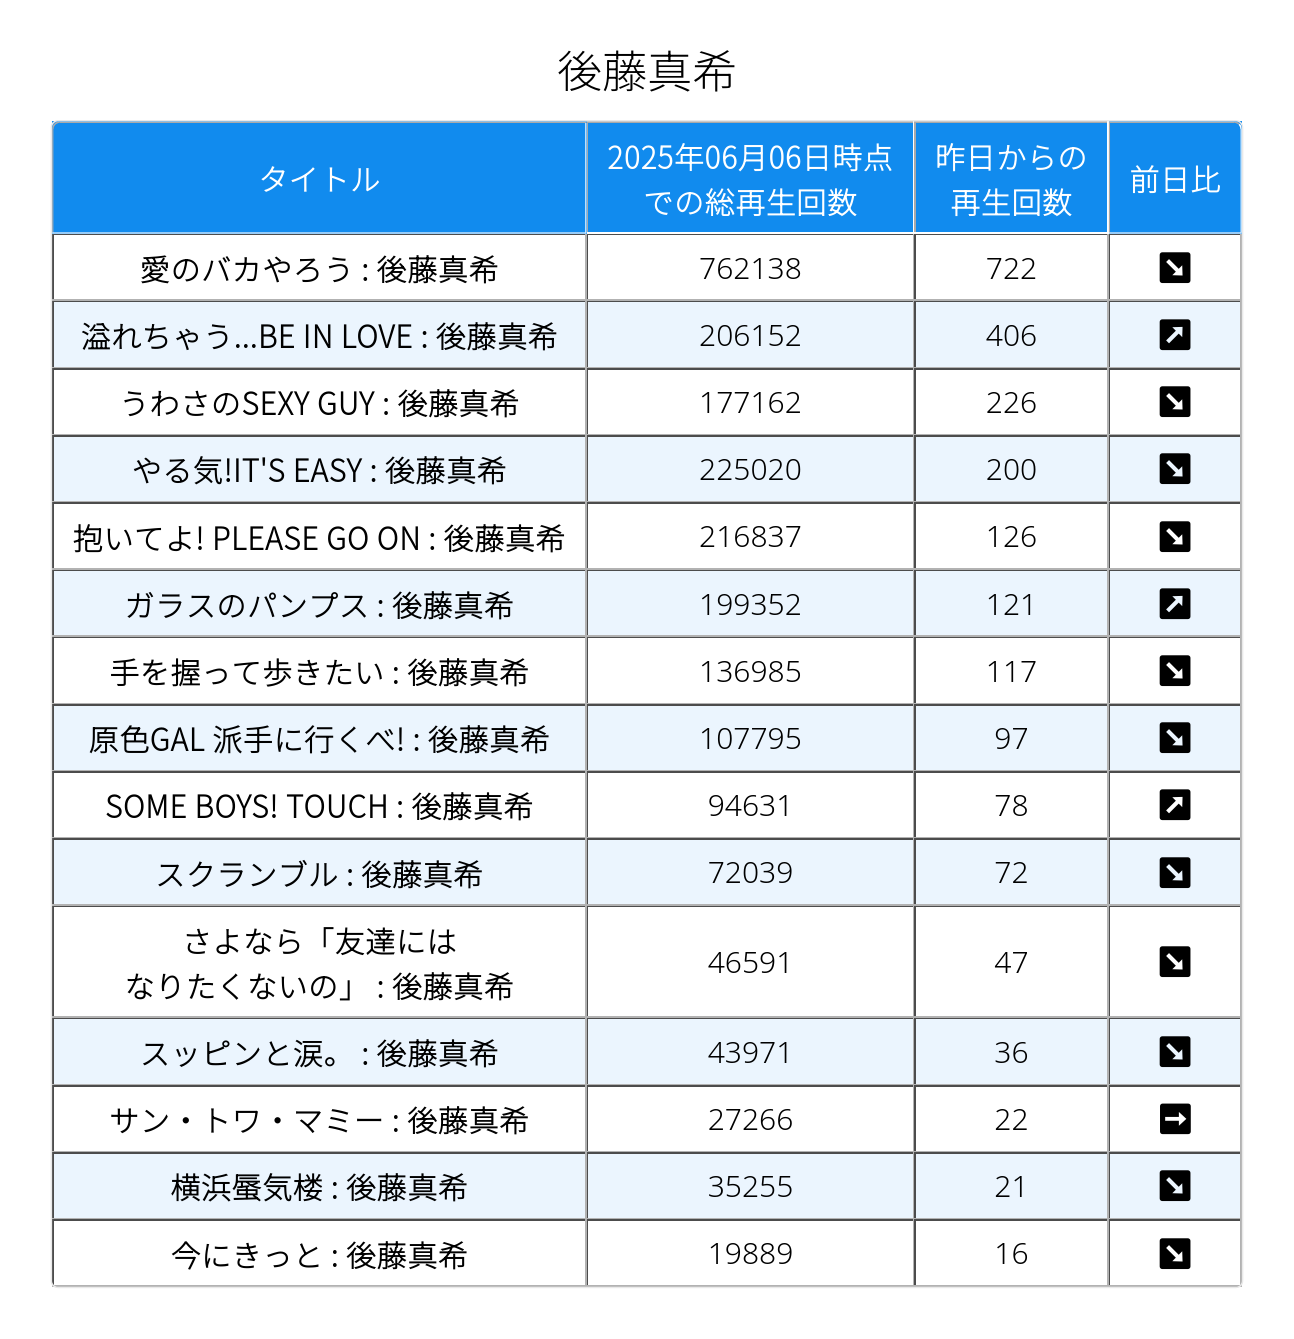 後藤真希
タイトル
2025年06月06日時点
での総再生回数
昨日からの
再生回数
前日比
愛のバカやろう : 後藤真希 762138 722 ↘
溢れちゃう...BE IN LOVE : 後藤真希 206152 406 ↗
うわさのSEXY GUY : 後藤真希 177162 226 ↘
やる気!IT'S EASY : 後藤真希 225020 200 ↘
抱いてよ! PLEASE GO ON : 後藤真希 216837 126 ↘
ガラスのパンプス : 後藤真希 199352 121 ↗
手を握って歩きたい : 後藤真希 136985 117 ↘
原色GAL 派手に行くべ! : 後藤真希 107795 97 ↘
SOME BOYS! TOUCH : 後藤真希 94631 78 ↗
スクランブル : 後藤真希 72039 72 ↘
さよなら「友達には
なりたくないの」 : 後藤真希 46591 47 ↘
スッピンと涙。 : 後藤真希 43971 36 ↘
サン・トワ・マミー : 後藤真希 27266 22 →
横浜蜃気楼 : 後藤真希 35255 21 ↘
今にきっと : 後藤真希 19889 16 ↘